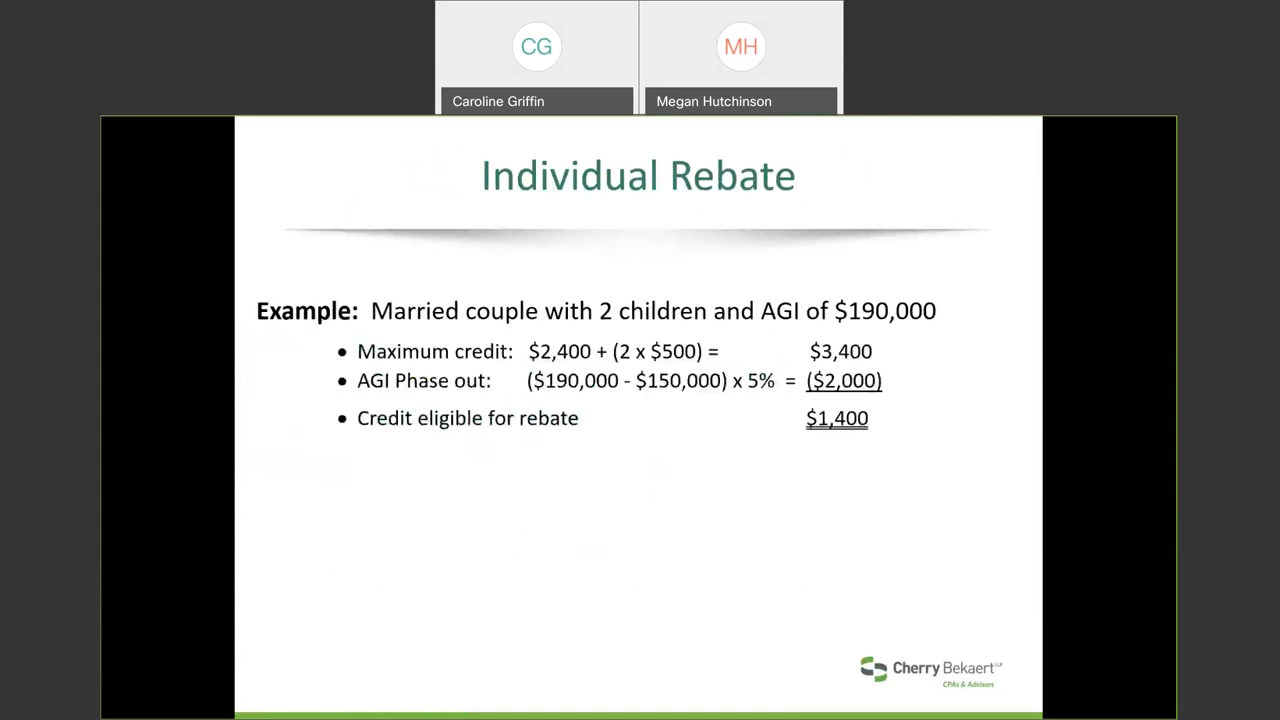 CG
MH
Caroline Griffin
Megan Hutchinson
Individual Rebate
Example: Married couple with 2 children and AGI of $190,000
• Maximum credit: $2,400 + (2 x $500) = $3,400
• AGI Phase out: ($190,000 - $150,000) x 5% = ($2,000)
• Credit eligible for rebate $1,400
Cherry Bekaert LLP
CPAs & Advisors